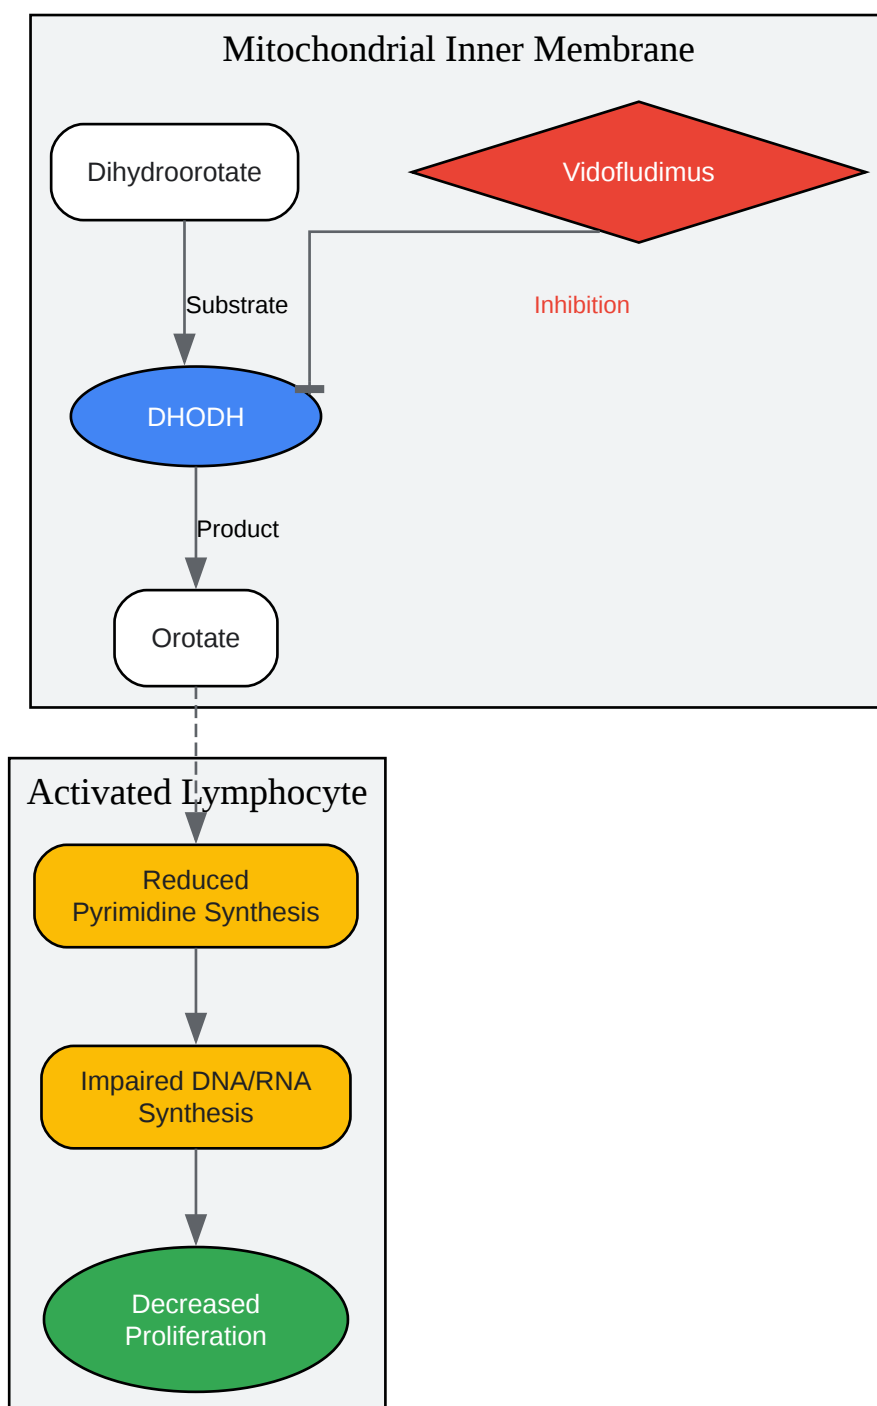 Mitochondrial Inner Membrane
Dihydroorotate
Vidofludimus
Substrate
Inhibition
DHODH
Product
Orotate
Activated Lymphocyte
Reduced
Pyrimidine Synthesis
Impaired DNA/RNA
Synthesis
Decreased
Proliferation